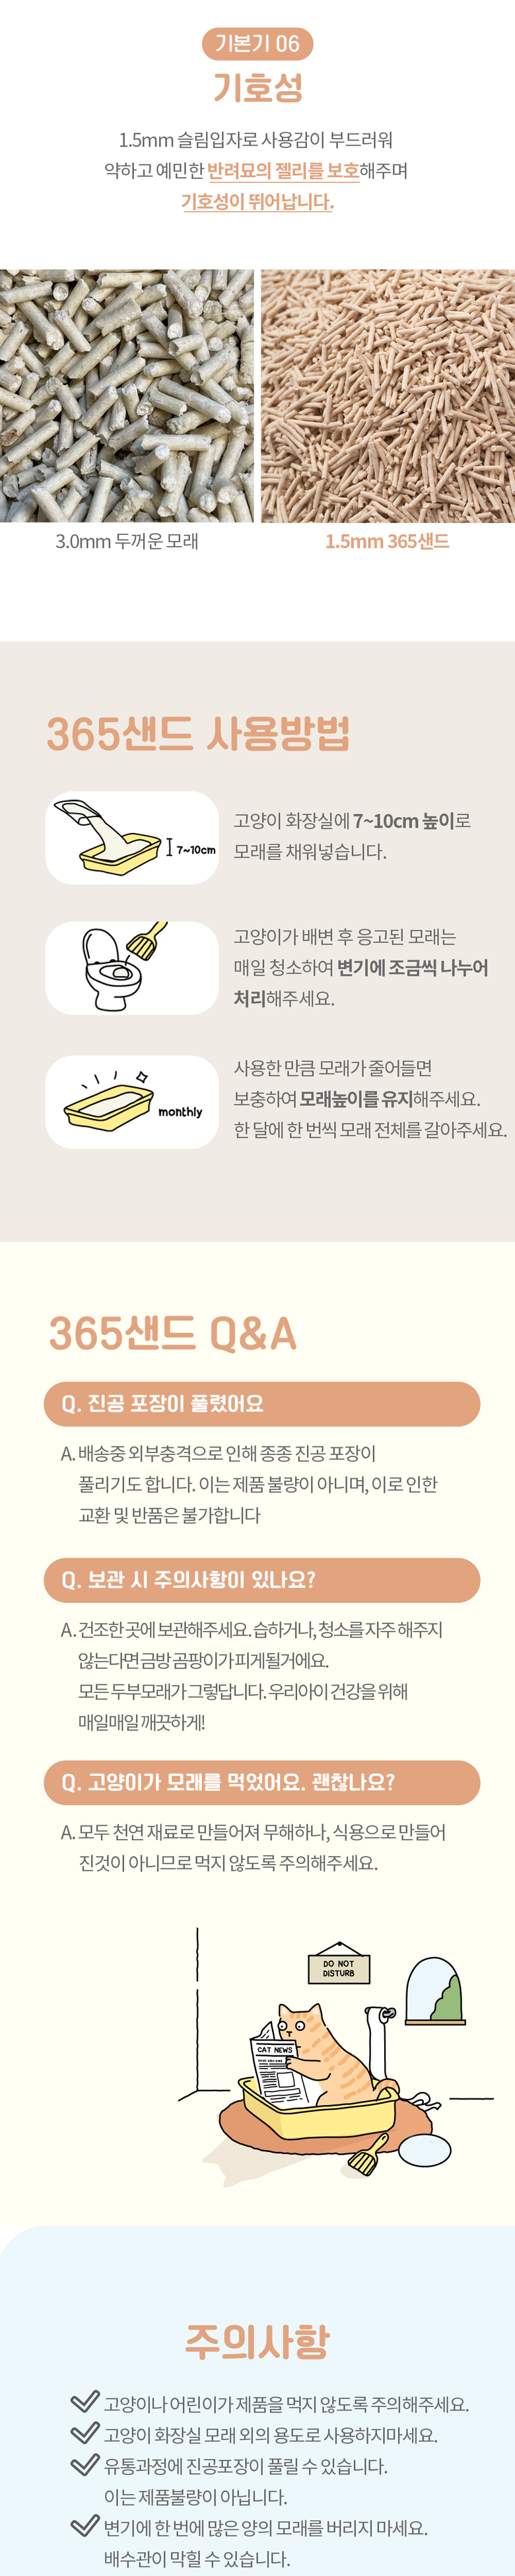 기본기 06
기호성
1.5mm 슬림입자로 사용감이 부드러워
약하고 예민한 반려묘의 젤리를 보호해주며
기호성이 뛰어납니다.
3.0mm 두꺼운 모래
1.5mm 365샌드
365샌드 사용방법
7~10cm
고양이 화장실에 7~10cm 높이로
모래를 채워넣습니다.
고양이가 배변 후 응고된 모래는
매일 청소하여 변기에 조금씩 나누어
처리해주세요.
monthly
사용한 만큼 모래가 줄어들면
보충하여 모래높이를 유지해주세요.
한 달에 한 번씩 모래 전체를 갈아주세요.
365샌드 Q&A
Q. 진공 포장이 풀렸어요
A. 배송중 외부충격으로 인해 종종 진공 포장이
풀리기도 합니다. 이는 제품 불량이 아니며, 이로 인한
교환 및 반품은 불가합니다
Q. 보관 시 주의사항이 있나요?
A. 건조한 곳에 보관해주세요. 습하거나, 청소를 자주 해주지
않는다면 금방 곰팡이가 피게될거에요.
모든 두부모래가 그렇답니다. 우리아이 건강을 위해
매일매일 깨끗하게!
Q. 고양이가 모래를 먹었어요. 괜찮나요?
A. 모두 천연 재료로 만들어져 무해하나, 식용으로 만들어
진것이 아니므로 먹지 않도록 주의해주세요.
DO NOT
DISTURB
CAT NEWS
주의사항
고양이나 어린이가 제품을 먹지 않도록 주의해주세요.
고양이 화장실 모래 외의 용도로 사용하지마세요.
유통과정에 진공포장이 풀릴 수 있습니다.
이는 제품불량이 아닙니다.
변기에 한 번에 많은 양의 모래를 버리지 마세요.
배수관이 막힐 수 있습니다.